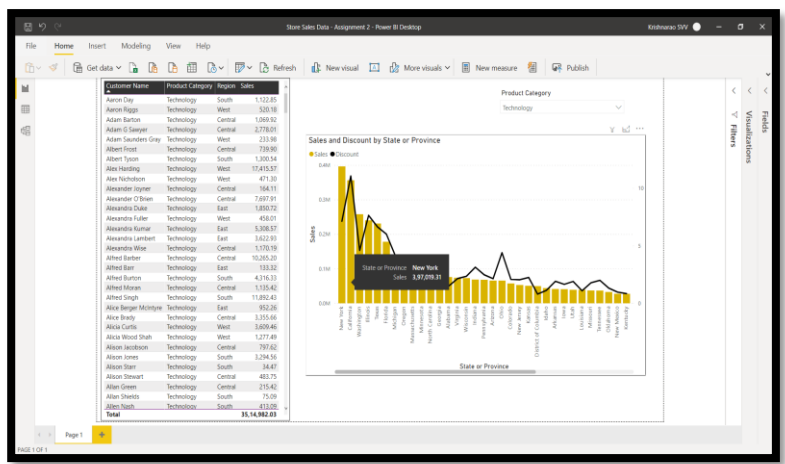 Store Sales Data - Assignment 2 - Power BI Desktop
Krishnarao SVV
File Home Insert Modeling View Help
Get data Refresh New visual More visuals New measure Publish
Customer Name Product Category Region Sales
Aaron Day Technology South 1,122.85
Aaron Riggs Technology West 520.18
Adam Barton Technology Central 1,069.92
Adam G Sawyer Technology Central 2,778.01
Adam Saunders Gray Technology West 233.98
Albert Frost Technology Central 739.90
Albert Tyson Technology South 1,300.54
Alex Harding Technology West 17,415.57
Alex Nicholson Technology West 471.30
Alexander Joyner Technology Central 164.11
Alexander O'Brien Technology Central 7,697.91
Alexandra Duke Technology East 1,850.72
Alexandra Fuller Technology West 458.01
Alexandra Kumar Technology East 5,308.57
Alexandra Lambert Technology East 3,622.93
Alexandra Wise Technology Central 1,170.19
Alfred Barber Technology Central 10,265.20
Alfred Barr Technology East 133.32
Alfred Burton Technology South 4,316.33
Alfred Moran Technology Central 1,135.42
Alfred Singh Technology South 11,892.43
Alice Berger McIntyre Technology East 952.26
Alice Brady Technology Central 3,355.66
Alicia Curtis Technology West 3,609.46
Alicia Wood Shah Technology West 1,277.49
Alison Jacobson Technology Central 797.62
Alison Jones Technology South 3,294.56
Alison Starr Technology South 34.47
Alison Stewart Technology Central 483.75
Allan Green Technology Central 215.42
Allan Shields Technology South 75.09
Allen Nash Technology South 413.09
Total 35,14,982.03
Product Category
Technology
Sales and Discount by State or Province
Sales Discount
0.4M
0.3M
0.2M
0.1M
0.0M
Sales
10
5
0
State or Province New York
Sales 3,97,019.31
New York
California
Washington
Illinois
Texas
Florida
Michigan
Oregon
Massachusetts
Minnesota
North Carolina
Georgia
Alabama
Virginia
Wisconsin
Indiana
Pennsylvania
Arizona
Ohio
Colorado
New Jersey
Kansas
District of Columbia
Idaho
Arkansas
Iowa
Utah
Louisiana
Missouri
Tennessee
Oklahoma
New Mexico
Kentucky
State or Province
Filters
Visualizations
Fields
Page 1
PAGE 1 OF 1